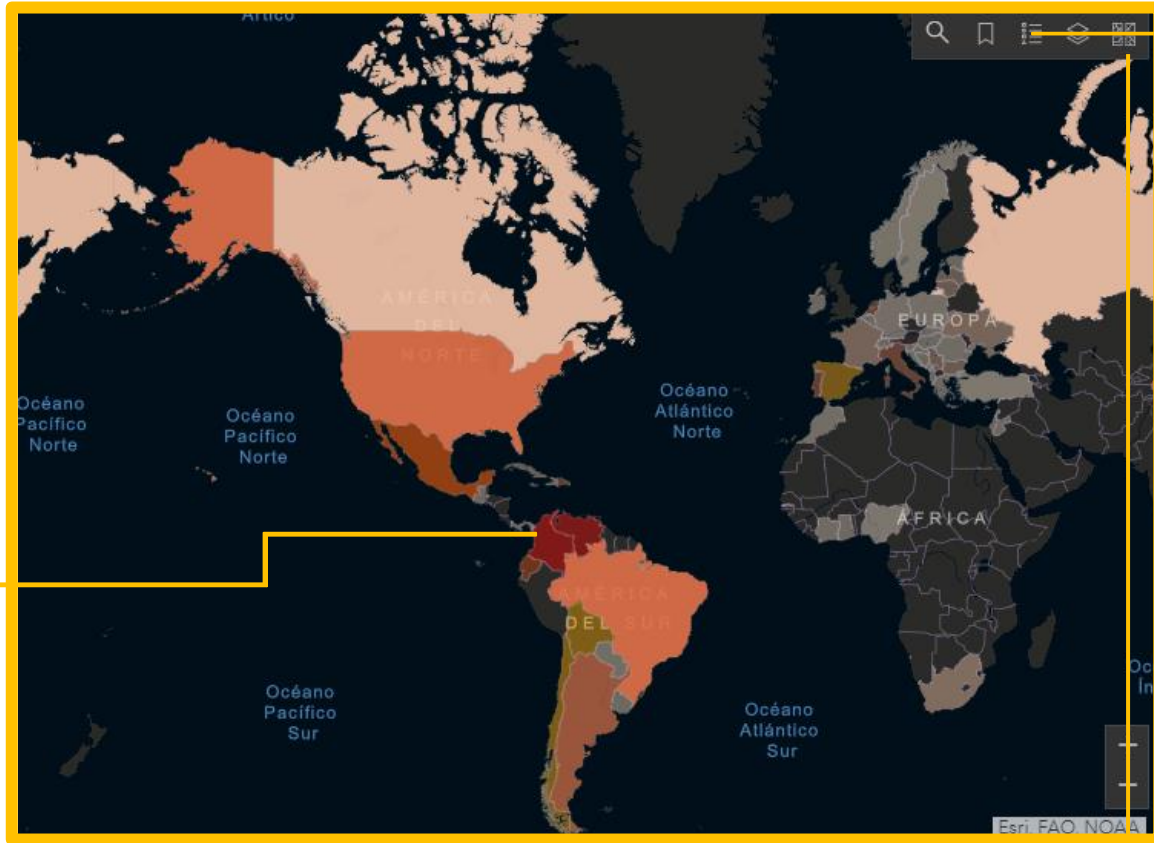 Ártico
AMÉRICA
DEL
NORTE
EUROPA
Océano
Pacífico
Norte
Océano
Pacífico
Norte
Océano
Atlántico
Norte
ÁFRICA
AMÉRICA
DEL SUR
Océano
Pacífico
Sur
Océano
Atlántico
Sur
Esri, FAO, NOAA